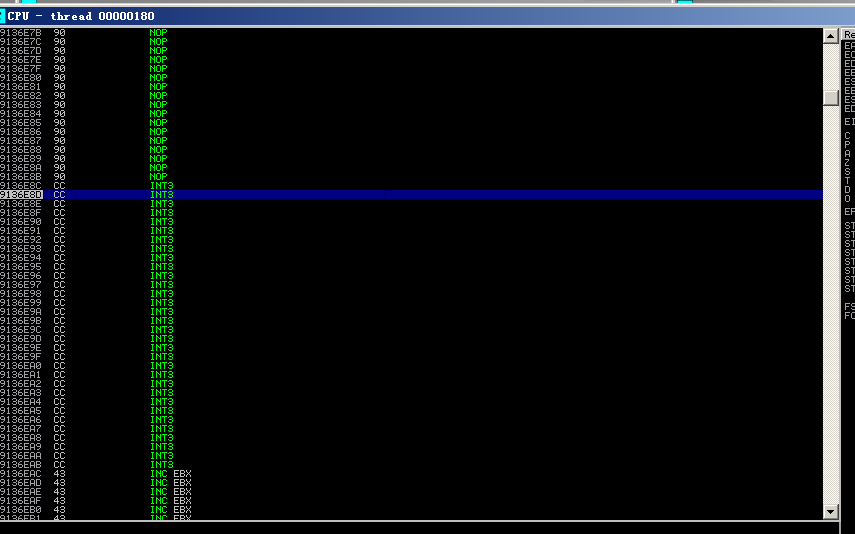 CPU - thread 00000180
9136E7B 90 NOP
9136E7C 90 NOP
9136E7D 90 NOP
9136E7E 90 NOP
9136E7F 90 NOP
9136E80 90 NOP
9136E81 90 NOP
9136E82 90 NOP
9136E83 90 NOP
9136E84 90 NOP
9136E85 90 NOP
9136E86 90 NOP
9136E87 90 NOP
9136E88 90 NOP
9136E89 90 NOP
9136E8A 90 NOP
9136E8B 90 NOP
9136E8C CC INT3
9136E8D CC INT3
9136E8E CC INT3
9136E8F CC INT3
9136E90 CC INT3
9136E91 CC INT3
9136E92 CC INT3
9136E93 CC INT3
9136E94 CC INT3
9136E95 CC INT3
9136E96 CC INT3
9136E97 CC INT3
9136E98 CC INT3
9136E99 CC INT3
9136E9A CC INT3
9136E9B CC INT3
9136E9C CC INT3
9136E9D CC INT3
9136E9E CC INT3
9136E9F CC INT3
9136EA0 CC INT3
9136EA1 CC INT3
9136EA2 CC INT3
9136EA3 CC INT3
9136EA4 CC INT3
9136EA5 CC INT3
9136EA6 CC INT3
9136EA7 CC INT3
9136EA8 CC INT3
9136EA9 CC INT3
9136EAA CC INT3
9136EAB CC INT3
9136EAC 43 INC EBX
9136EAD 43 INC EBX
9136EAE 43 INC EBX
9136EAF 43 INC EBX
9136EB0 43 INC EBX
9136EB1 43 INC EBX
Re
EA
EC
ED
EB
ES
EB
ES
ED
EI
C
P
A
Z
S
T
D
O
EF
ST
ST
ST
ST
ST
ST
ST
ST
FS
FC